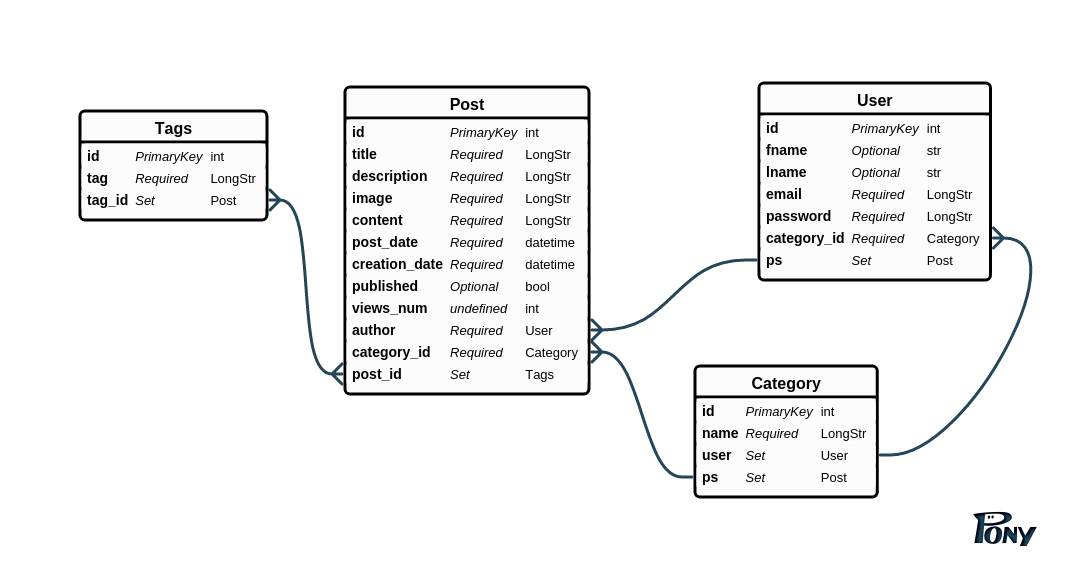 Tags
id PrimaryKey int
tag Required LongStr
tag_id Set Post
Post
id PrimaryKey int
title Required LongStr
description Required LongStr
image Required LongStr
content Required LongStr
post_date Required datetime
creation_date Required datetime
published Optional bool
views_num undefined int
author Required User
category_id Required Category
post_id Set Tags
User
id PrimaryKey int
fname Optional str
lname Optional str
email Required LongStr
password Required LongStr
category_id Required Category
ps Set Post
Category
id PrimaryKey int
name Required LongStr
user Set User
ps Set Post
PONY